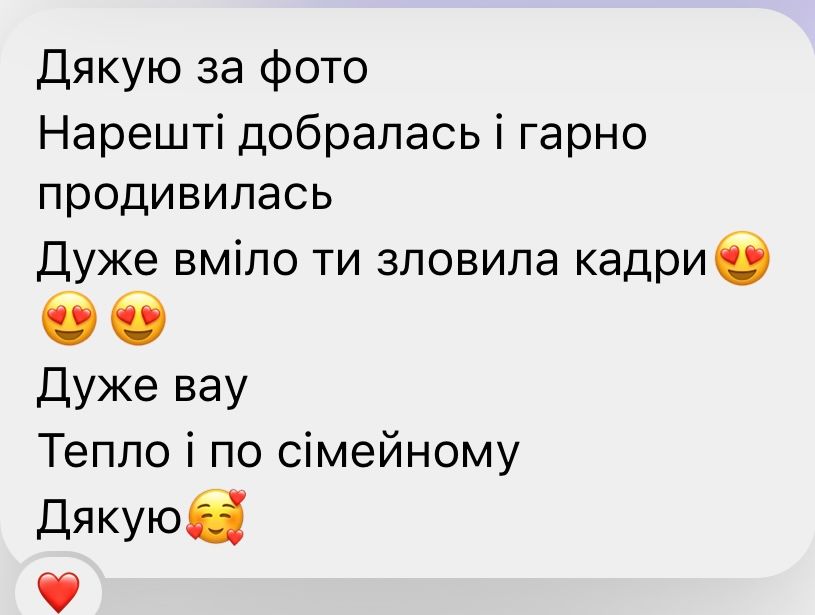 Дякую за фото
Нарешті добралась і гарно
продивилась
Дуже вміло ти зловила кадри😍
😍😍
Дуже вау
Тепло і по сімейному
Дякую🥰
❤️